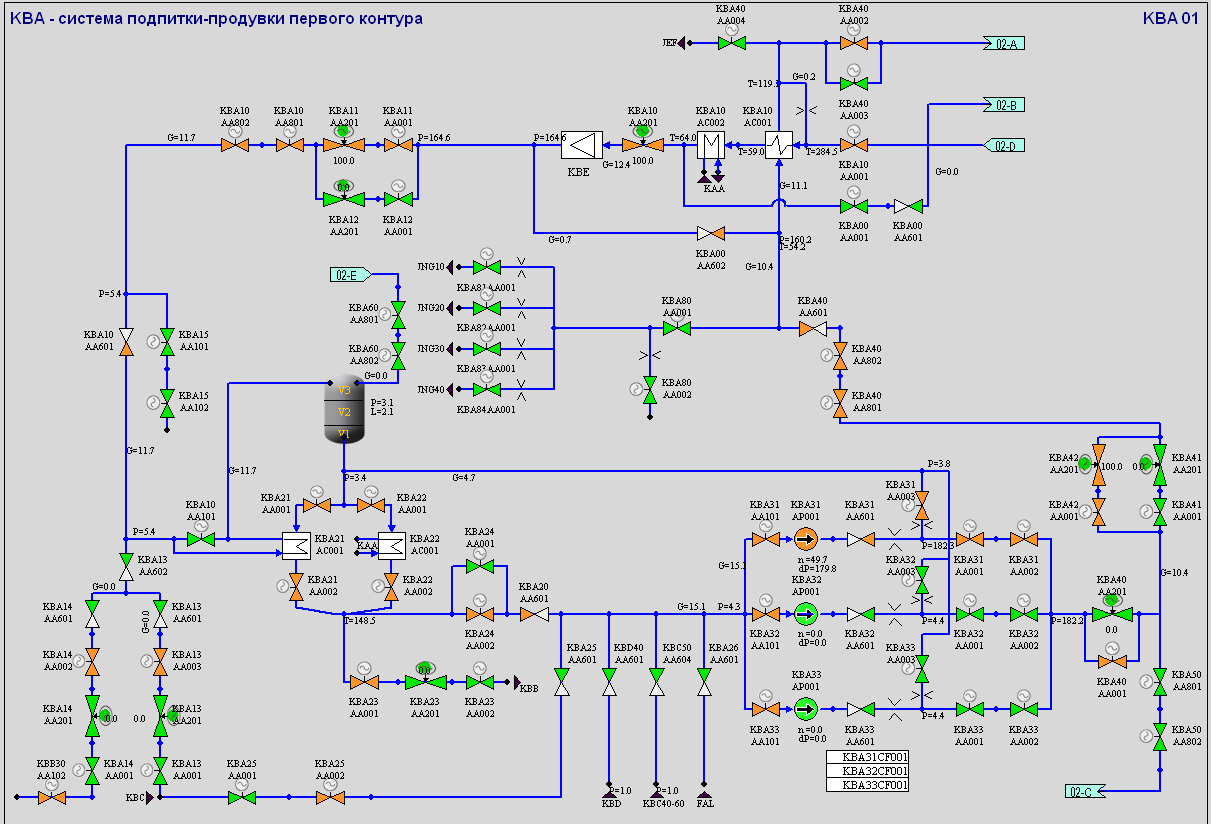 KBA - система подпитки-продувки первого контура
KBA 01
KBA40
AA004
KBA40
AA002
JEF
02-A
T=119.
G=0.2
KBA40
AA003
02-B
KBA10
AA802
KBA10
AA801
KBA11
AA201
KBA11
AA001
KBA10
AA201
KBA10
AC002
KBA10
AC001
G=11.7
P=164.6
P=164.6
T=64.0
T=59.0
T=284.5
02-D
100.0
KBE
G=12.4
100.0
KBA10
AA001
G=0.0
KAA
G=11.1
0.0
KBA12
AA201
KBA12
AA001
KBA00
AA001
KBA00
AA601
G=0.7
KBA00
AA602
P=160.2
T=54.2
G=10.4
02-E
JNG10
KBA81AA001
P=5.4
KBA60
AA801
JNG20
KBA82AA001
KBA80
AA001
KBA40
AA601
KBA10
AA601
KBA15
AA101
KBA60
AA802
JNG30
KBA83AA001
KBA40
AA802
G=0.0
JNG40
KBA84AA001
KBA80
AA002
KBA15
AA102
V3
V2
V1
P=3.1
L=2.1
KBA40
AA801
G=11.7
G=11.7
P=3.4
G=4.7
P=3.8
KBA42
AA201
100.0
0.0
KBA41
AA201
KBA10
AA101
KBA21
AA001
KBA22
AA001
KBA31
AA101
KBA31
AP001
KBA31
AA601
KBA31
AA003
KBA42
AA001
KBA41
AA001
P=5.4
KBA21
AC001
KAA
KBA22
AC001
KBA24
AA001
P=182.3
n=49.7
dP=179.8
KBA31
AA001
KBA31
AA002
KBA13
AA602
G=15.1
KBA32
AP001
KBA32
AA003
G=10.4
G=0.0
KBA21
AA002
KBA22
AA002
KBA20
AA601
KBA40
AA201
KBA14
AA601
G=0.0
KBA13
AA601
T=148.5
G=15.1
P=4.3
P=4.4
P=182.2
0.0
KBA24
AA002
KBA32
AA101
n=0.0
dP=0.0
KBA32
AA601
KBA32
AA001
KBA32
AA002
KBA14
AA002
KBA13
AA003
KBA25
AA601
KBD40
AA601
KBC50
AA604
KBA26
AA601
KBA33
AP001
KBA33
AA003
KBA40
AA001
KBA50
AA801
0.0
KBB
KBA23
AA001
KBA23
AA201
KBA23
AA002
KBA14
AA201
0.0
0.0
KBA13
AA201
P=4.4
KBA33
AA101
n=0.0
dP=0.0
KBA33
AA601
KBA33
AA001
KBA33
AA002
KBA50
AA802
KBB30
AA102
KBA14
AA001
KBA13
AA001
KBA25
AA001
KBA25
AA002
KBA31CF001
KBA32CF001
KBA33CF001
KBC
P=1.0
P=1.0
KBD
KBC40-60
FAL
02-C